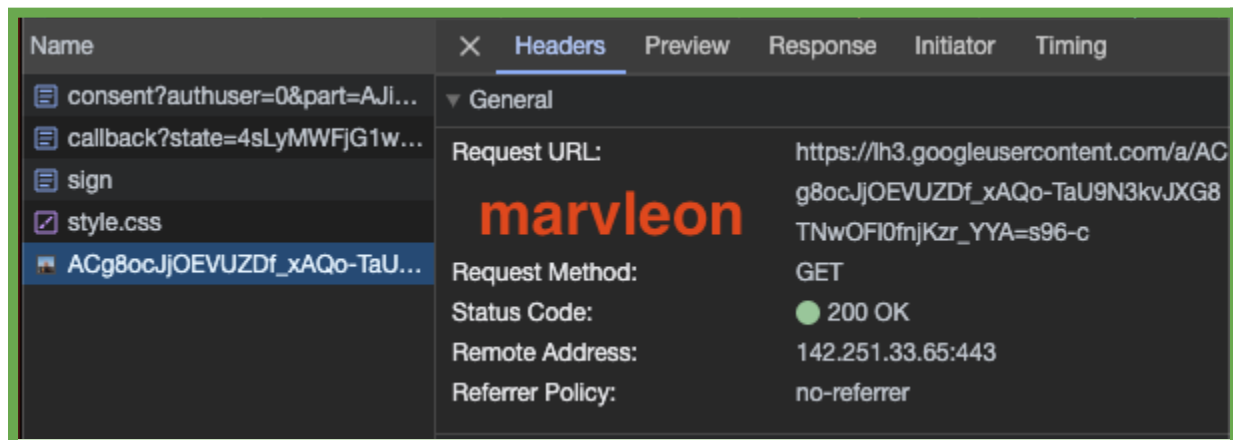 Name
Headers Preview Response Initiator Timing
consent?authuser=0&part=AJi...
callback?state=4sLyMWFjG1w...
sign
style.css
ACg8ocJjOEVUZDf_xAQo-TaU...
General
Request URL: https://lh3.googleusercontent.com/a/AC
g8ocJjOEVUZDf_xAQo-TaU9N3kvJXG8
TNwOFl0fnjKzr_YYA=s96-c
marvleon
Request Method: GET
Status Code: 200 OK
Remote Address: 142.251.33.65:443
Referrer Policy: no-referrer